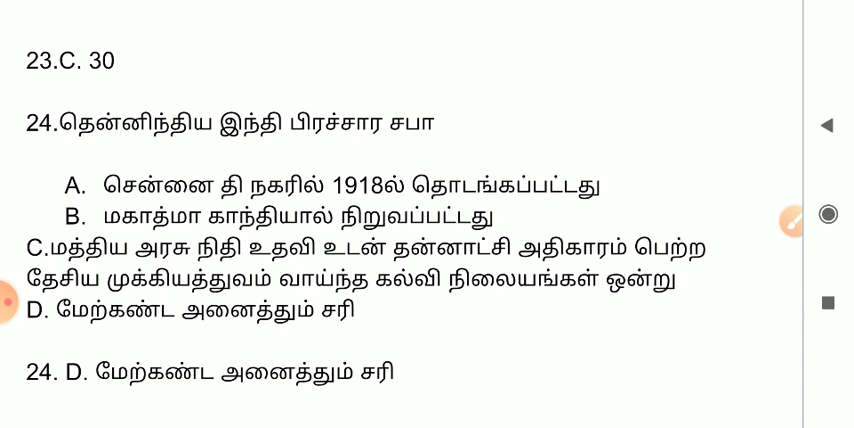 23.C. 30
24.தென்னிந்திய இந்தி பிரச்சார சபா
A. சென்னை தி நகரில் 1918ல் தொடங்கப்பட்டது
B. மகாத்மா காந்தியால் நிறுவப்பட்டது
C.மத்திய அரசு நிதி உதவி உடன் தன்னாட்சி அதிகாரம் பெற்ற
தேசிய முக்கியத்துவம் வாய்ந்த கல்வி நிலையங்கள் ஒன்று
D. மேற்கண்ட அனைத்தும் சரி
24. D. மேற்கண்ட அனைத்தும் சரி